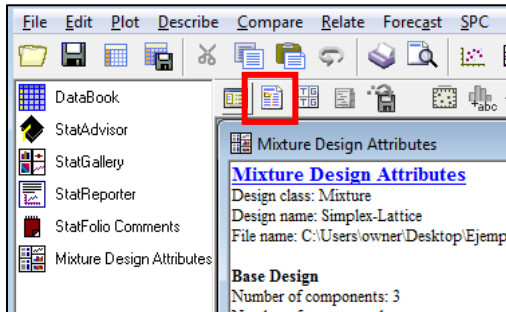 File Edit Plot Describe Compare Relate Forecast SPC
DataBook
StatAdvisor
StatGallery
StatReporter
StatFolio Comments
Mixture Design Attributes
abc
Mixture Design Attributes
Mixture Design Attributes
Design class: Mixture
Design name: Simplex-Lattice
File name: C:\Users\owner\Desktop\Ejemp
Base Design
Number of components: 3